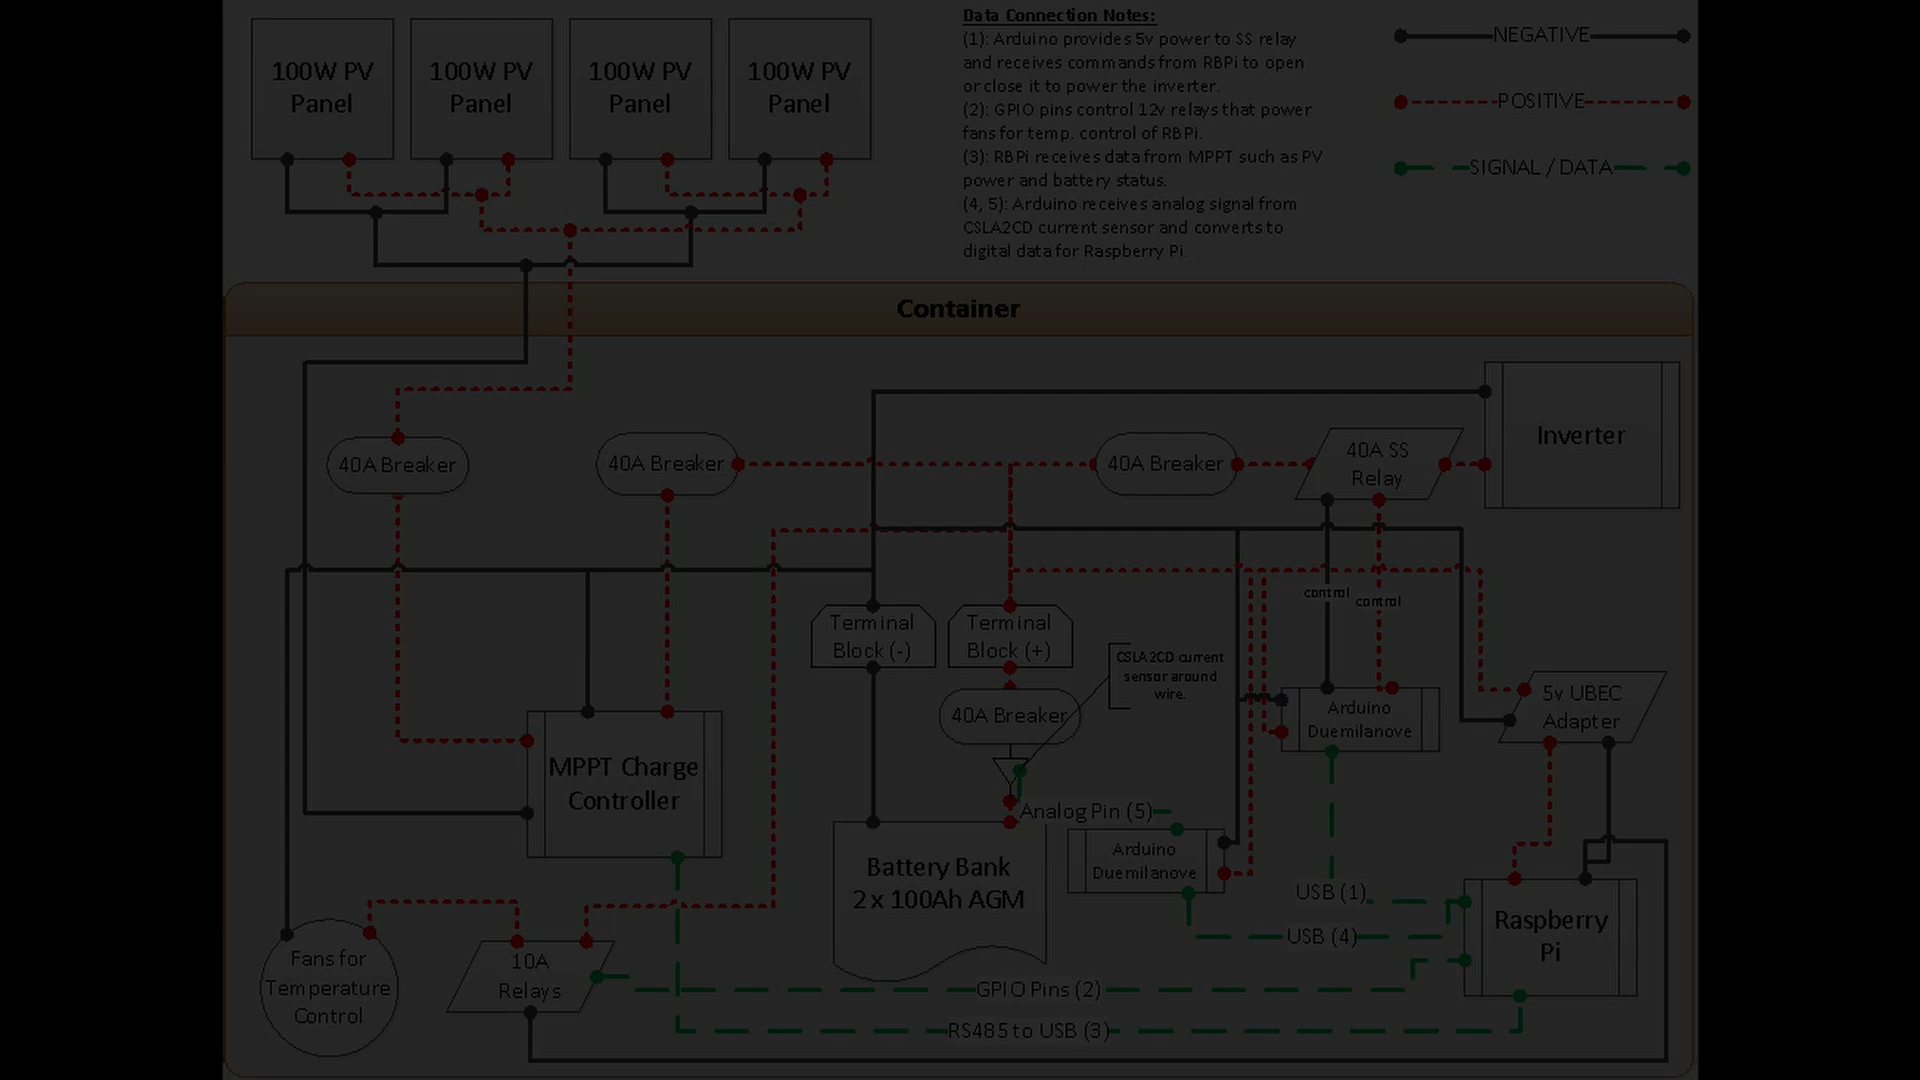 100W PV
Panel
100W PV
Panel
100W PV
Panel
100W PV
Panel
Data Connection Notes:
(1): Arduino provides 5v power to SS relay
and receives commands from RBPi to open
or close it to power the inverter.
(2): GPIO pins control 12v relays that power
fans for temp. control of RBPi.
(3): RBPi receives data from MPPT such as PV
power and battery status.
(4, 5): Arduino receives analog signal from
CSLA2CD current sensor and converts to
digital data for Raspberry Pi.
NEGATIVE
POSITIVE
SIGNAL / DATA
Container
40A Breaker
40A Breaker
40A Breaker
40A SS
Relay
Inverter
control
control
Terminal
Block (-)
Terminal
Block (+)
CSLA2CD current
sensor around
wire.
40A Breaker
Arduino
Duemilanove
5v UBEC
Adapter
MPPT Charge
Controller
Analog Pin (5)
Battery Bank
2 x 100Ah AGM
Arduino
Duemilanove
USB (1)
USB (4)
Raspberry
Pi
Fans for
Temperature
Control
10A
Relays
GPIO Pins (2)
RS485 to USB (3)